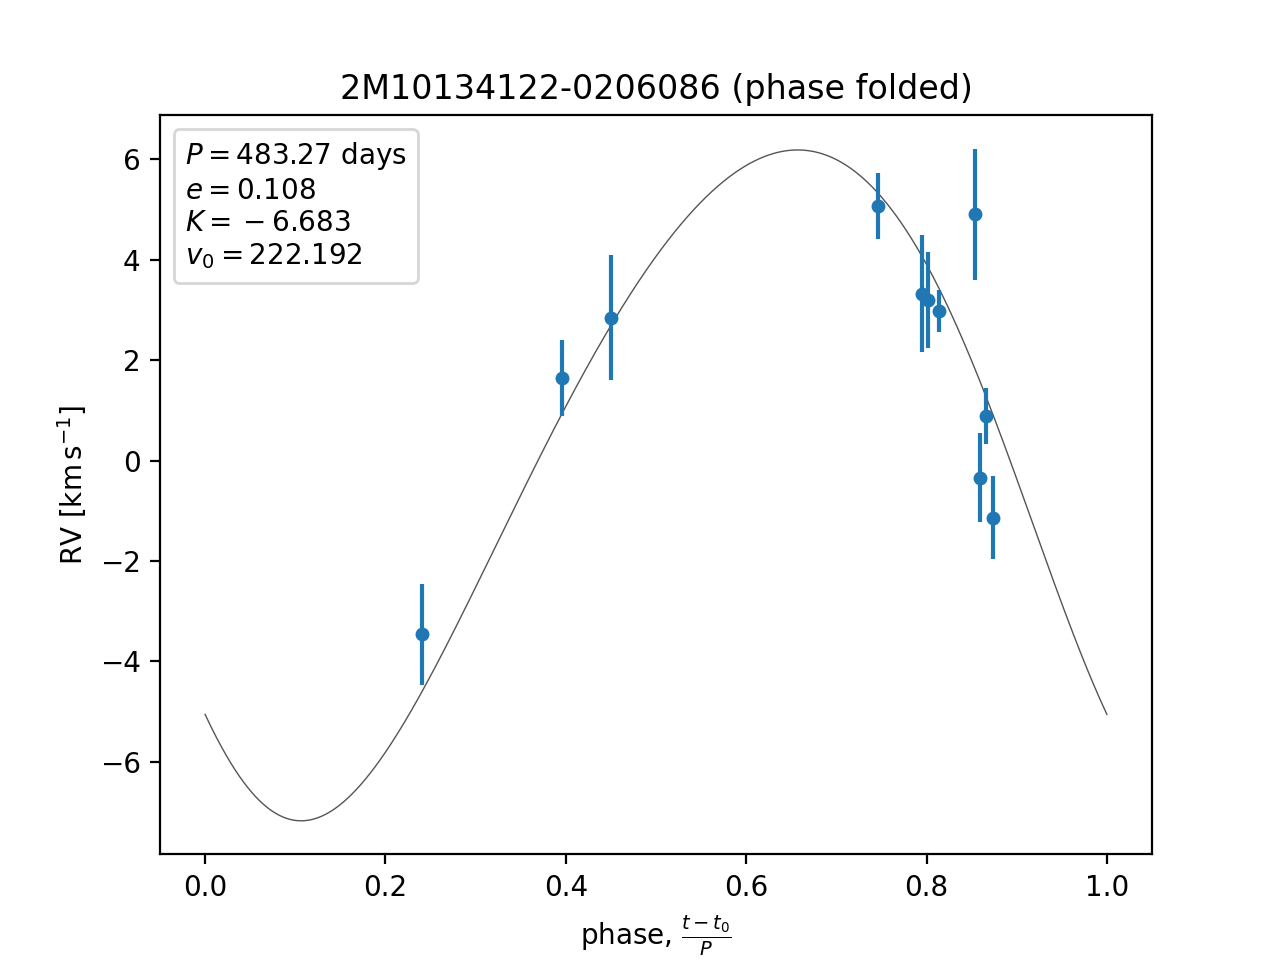 2M10134122-0206086 (phase folded)
P = 483.27 days
e = 0.108
K = −6.683
v₀ = 222.192
6
4
2
0
−2
−4
−6
RV [km s⁻¹]
0.0 0.2 0.4 0.6 0.8 1.0
phase, (t − t₀)/P